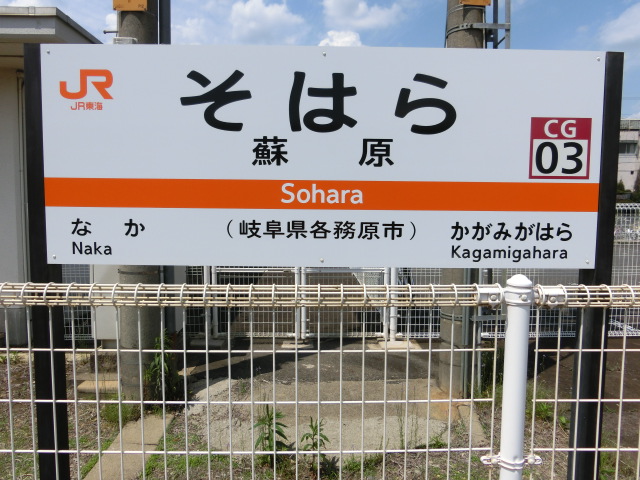 JR
JR東海
そはら
蘇原
CG
03
Sohara
なか
(岐阜県各務原市)
かがみがはら
Naka
Kagamigahara